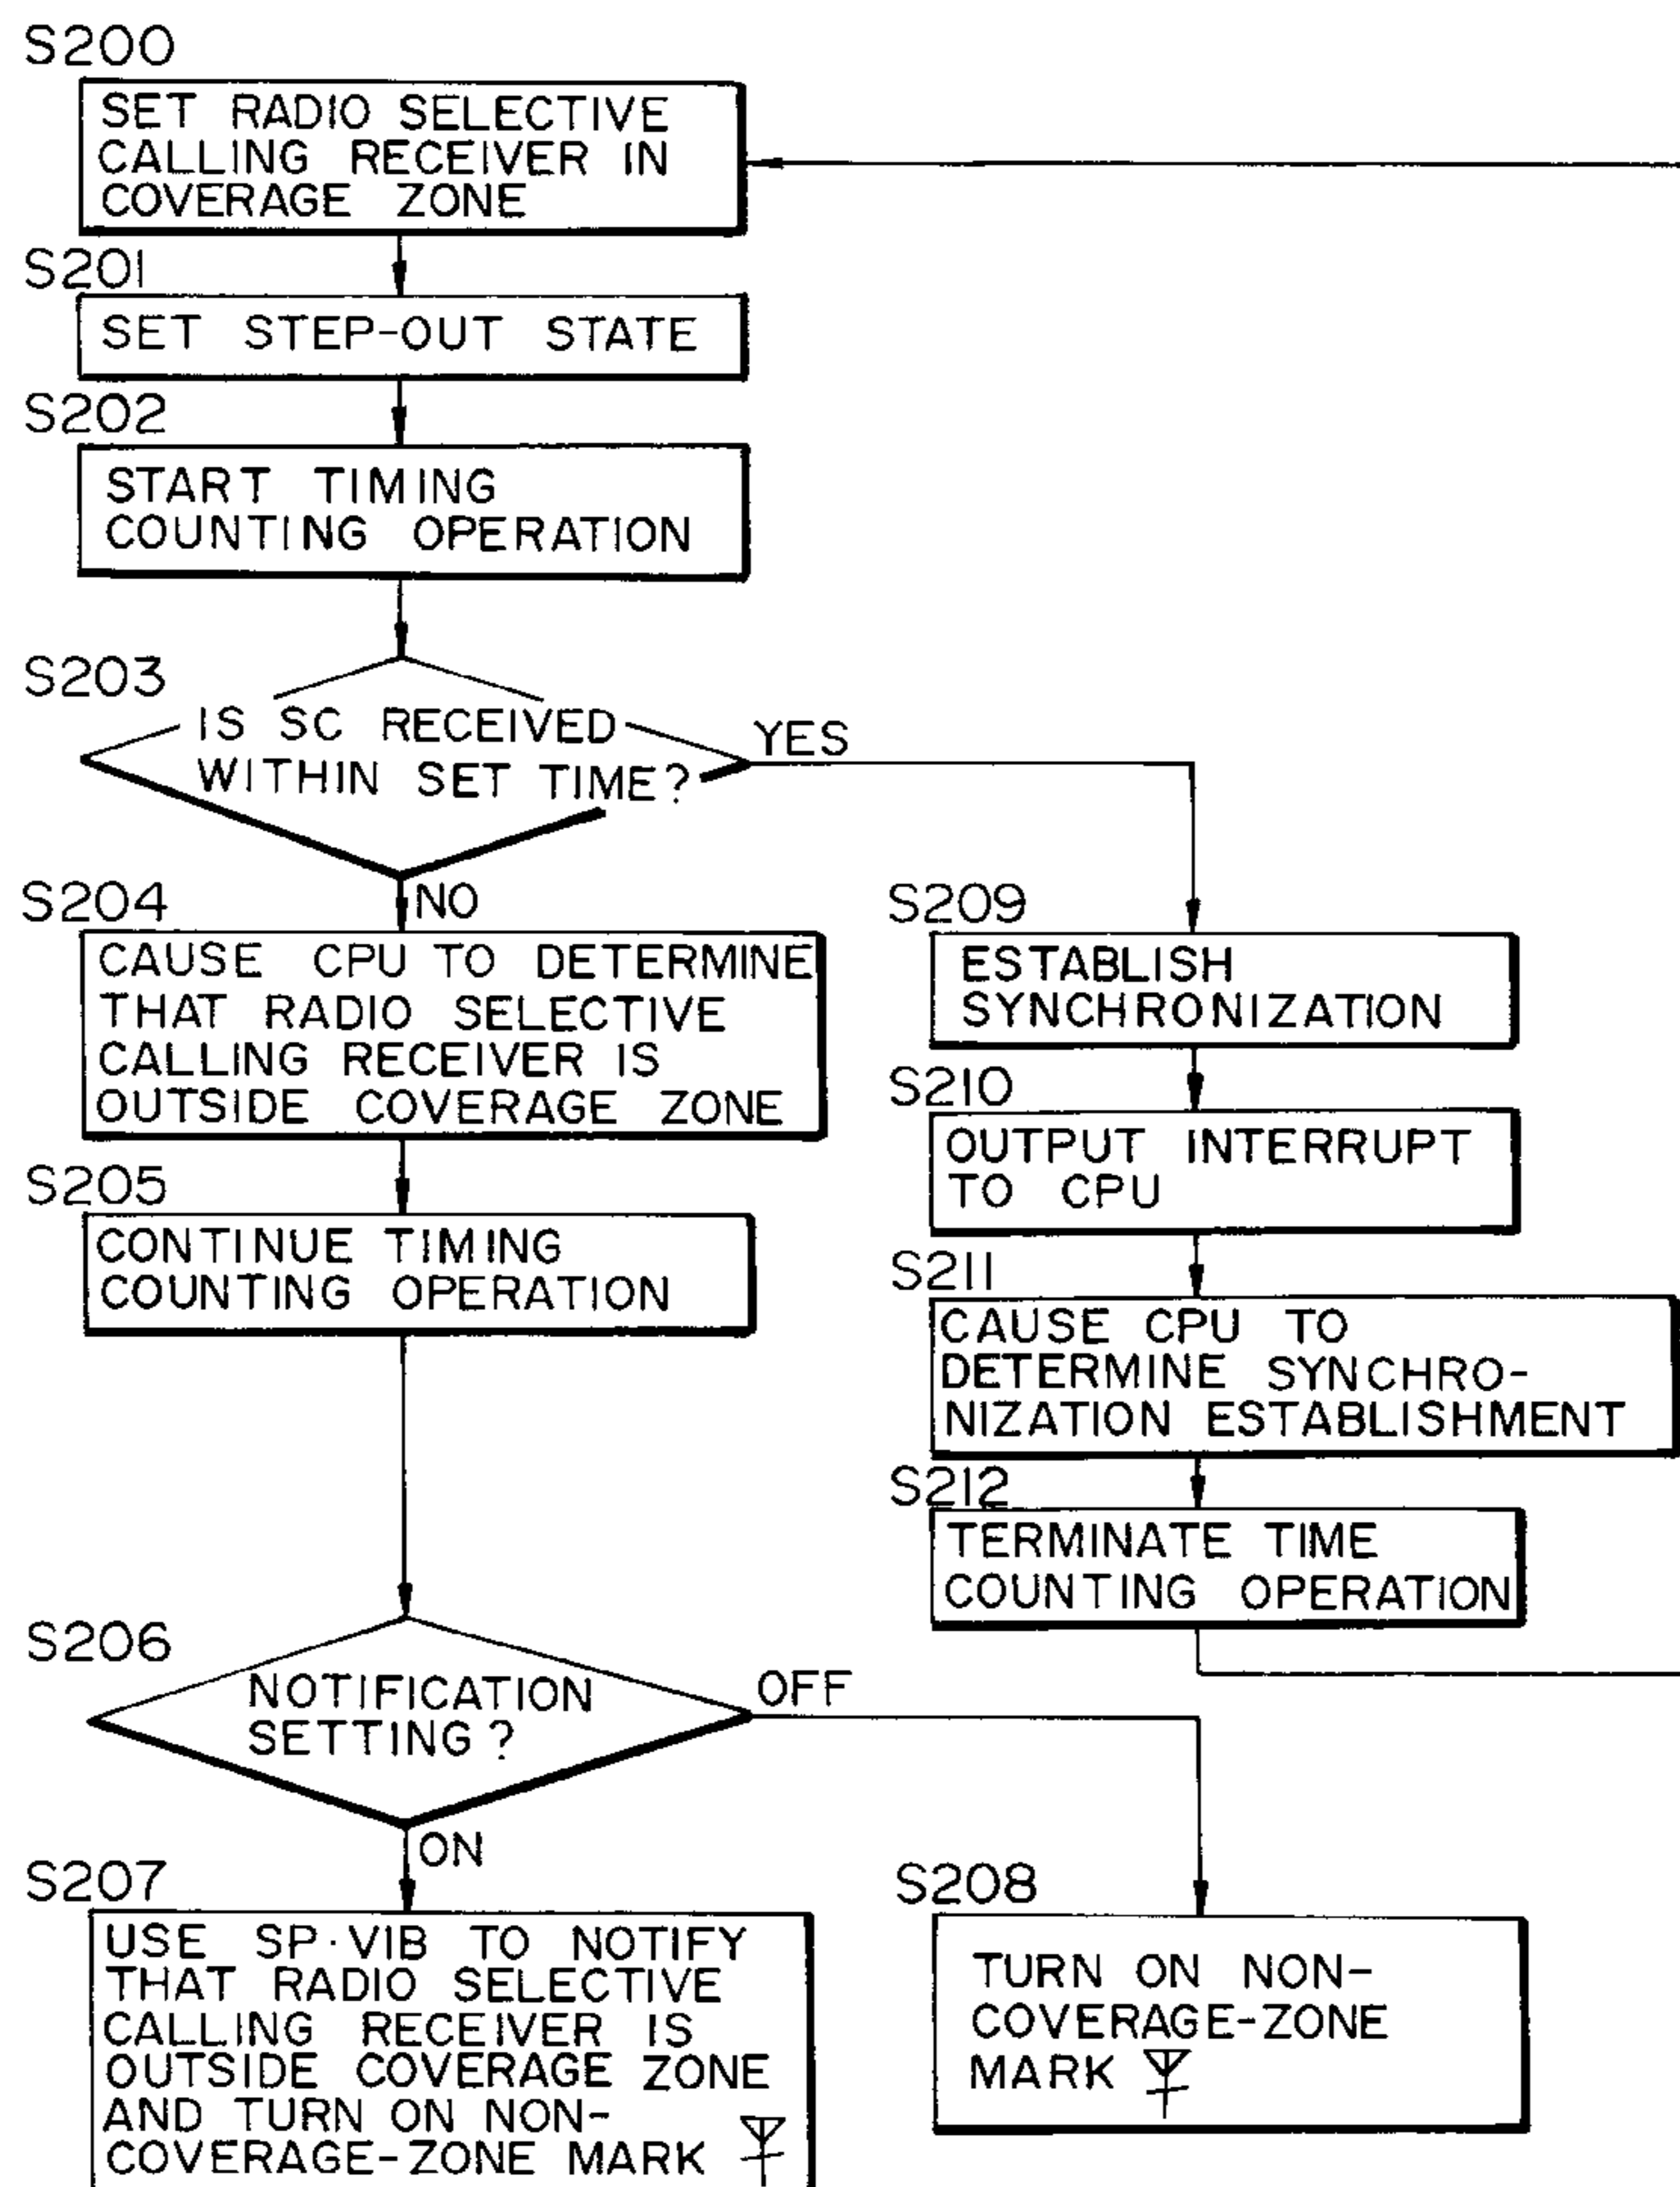 S200
SET RADIO SELECTIVE
CALLING RECEIVER IN
COVERAGE ZONE
S201
SET STEP-OUT STATE
S202
START TIMING
COUNTING OPERATION
S203
IS SC RECEIVED
WITHIN SET TIME?
YES
NO
S204
CAUSE CPU TO DETERMINE
THAT RADIO SELECTIVE
CALLING RECEIVER IS
OUTSIDE COVERAGE ZONE
S205
CONTINUE TIMING
COUNTING OPERATION
S206
NOTIFICATION
SETTING?
OFF
ON
S207
USE SP·VIB TO NOTIFY
THAT RADIO SELECTIVE
CALLING RECEIVER IS
OUTSIDE COVERAGE ZONE
AND TURN ON NON-
COVERAGE-ZONE MARK
S209
ESTABLISH
SYNCHRONIZATION
S210
OUTPUT INTERRUPT
TO CPU
S211
CAUSE CPU TO
DETERMINE SYNCHRO-
NIZATION ESTABLISHMENT
S212
TERMINATE TIME
COUNTING OPERATION
S208
TURN ON NON-
COVERAGE-ZONE
MARK